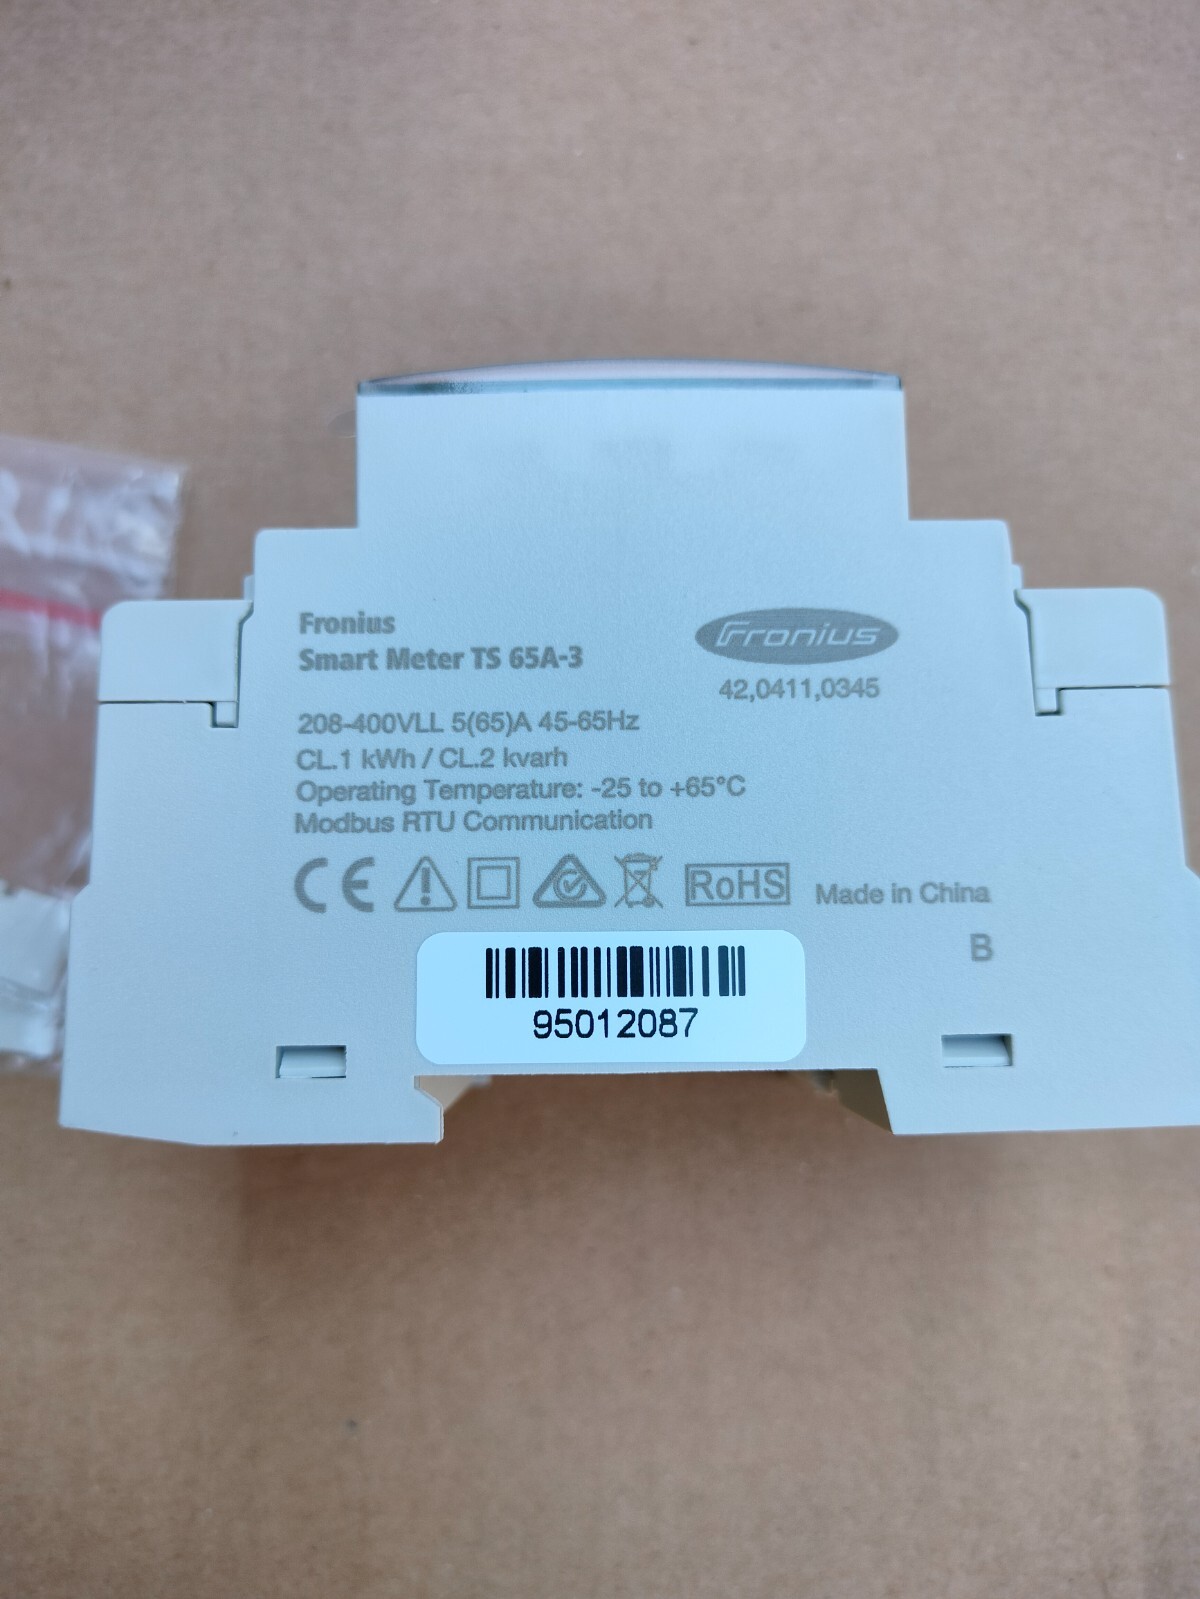 Fronius
Smart Meter TS 65A-3
Fronius
42,0411,0345
208-400VLL 5(65)A 45-65Hz
CL.1 kWh / CL.2 kvarh
Operating Temperature: -25 to +65°C
Modbus RTU Communication
CE
RoHS
Made in China
B
95012087